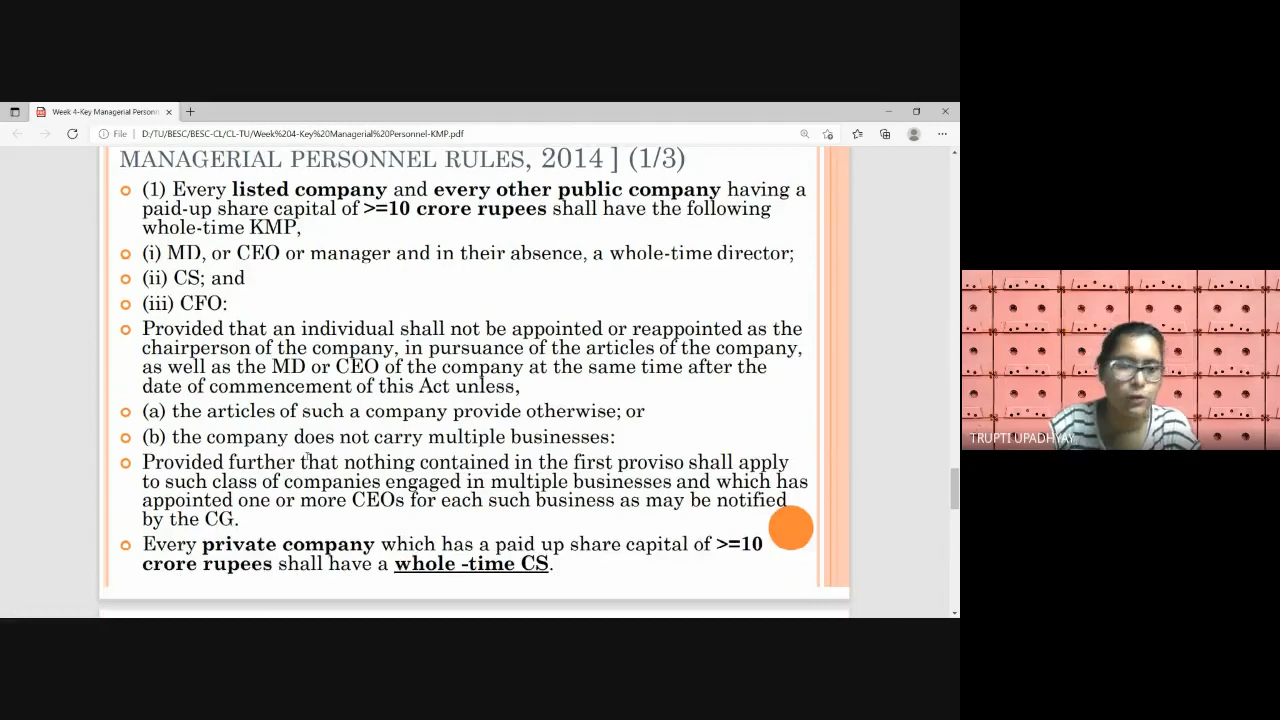 Week 4-Key Managerial Personn
File
D:/TU/BESC/BESC-CL/CL-TU/Week%204-Key%20Managerial%20Personnel-KMP.pdf
MANAGERIAL PERSONNEL RULES, 2014 ] (1/3)
(1) Every listed company and every other public company having a
paid-up share capital of >=10 crore rupees shall have the following
whole-time KMP,
(i) MD, or CEO or manager and in their absence, a whole-time director;
(ii) CS; and
(iii) CFO:
Provided that an individual shall not be appointed or reappointed as the
chairperson of the company, in pursuance of the articles of the company,
as well as the MD or CEO of the company at the same time after the
date of commencement of this Act unless,
(a) the articles of such a company provide otherwise; or
(b) the company does not carry multiple businesses:
Provided further that nothing contained in the first proviso shall apply
to such class of companies engaged in multiple businesses and which has
appointed one or more CEOs for each such business as may be notified
by the CG.
Every private company which has a paid up share capital of >=10
crore rupees shall have a whole -time CS.
TRUPTI UPADHYAY